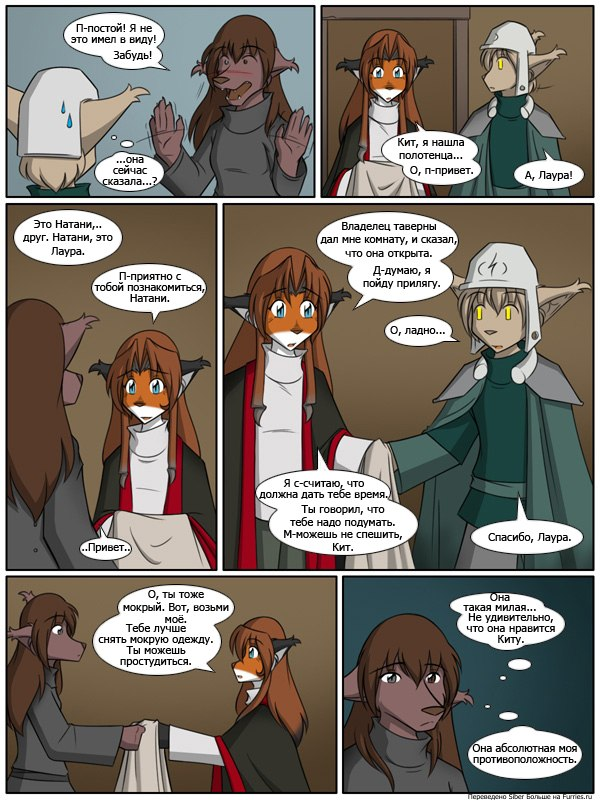 П-постой! Я не
это имел в виду!
Забудь!
...она
сейчас
сказала...?
Кит, я нашла
полотенца...
О, п-привет.
А, Лаура!
Это Натани,..
друг. Натани, это
Лаура.
П-приятно с
тобой познакомиться,
Натани.
..Привет..
Владелец таверны
дал мне комнату, и сказал,
что она открыта.
Д-думаю, я
пойду прилягу.
О, ладно...
Я с-считаю, что
должна дать тебе время.
Ты говорил, что
тебе надо подумать.
М-можешь не спешить,
Кит.
Спасибо, Лаура.
О, ты тоже
мокрый. Вот, возьми
моё.
Тебе лучше
снять мокрую одежду.
Ты можешь
простудиться.
Она
такая милая...
Не удивительно,
что она нравится
Киту.
Она абсолютная моя
противоположность.
Переведено Siber Больше на Furries.ru